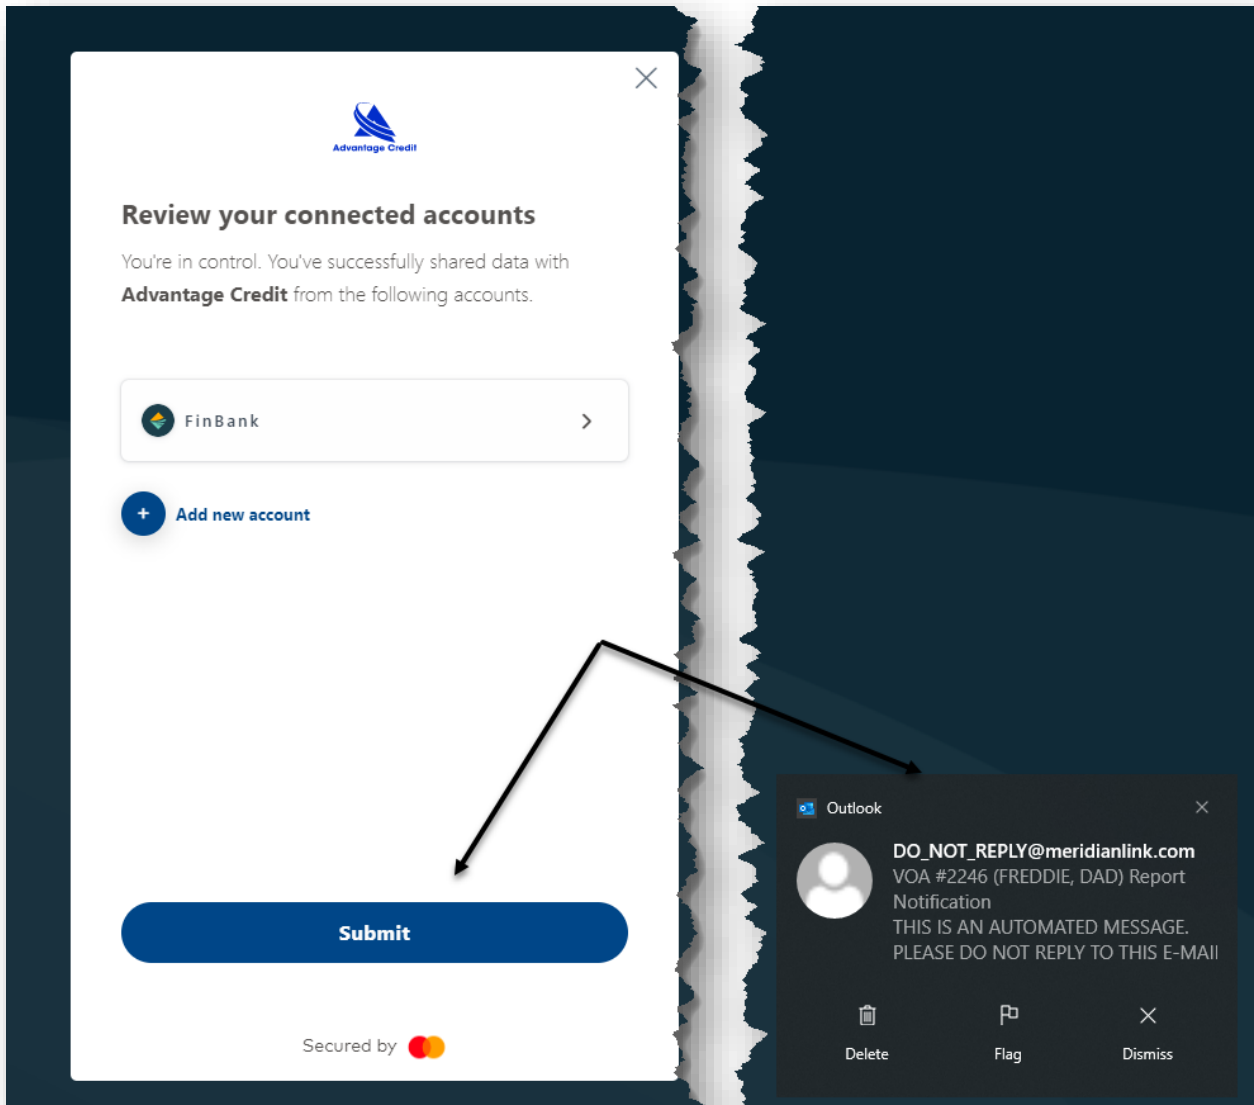 Advantage Credit
Review your connected accounts
You're in control. You've successfully shared data with
Advantage Credit from the following accounts.
FinBank
+ Add new account
Submit
Secured by
Outlook
DO_NOT_REPLY@meridianlink.com
VOA #2246 (FREDDIE, DAD) Report
Notification
THIS IS AN AUTOMATED MESSAGE.
PLEASE DO NOT REPLY TO THIS E-MAI
Delete
Flag
Dismiss